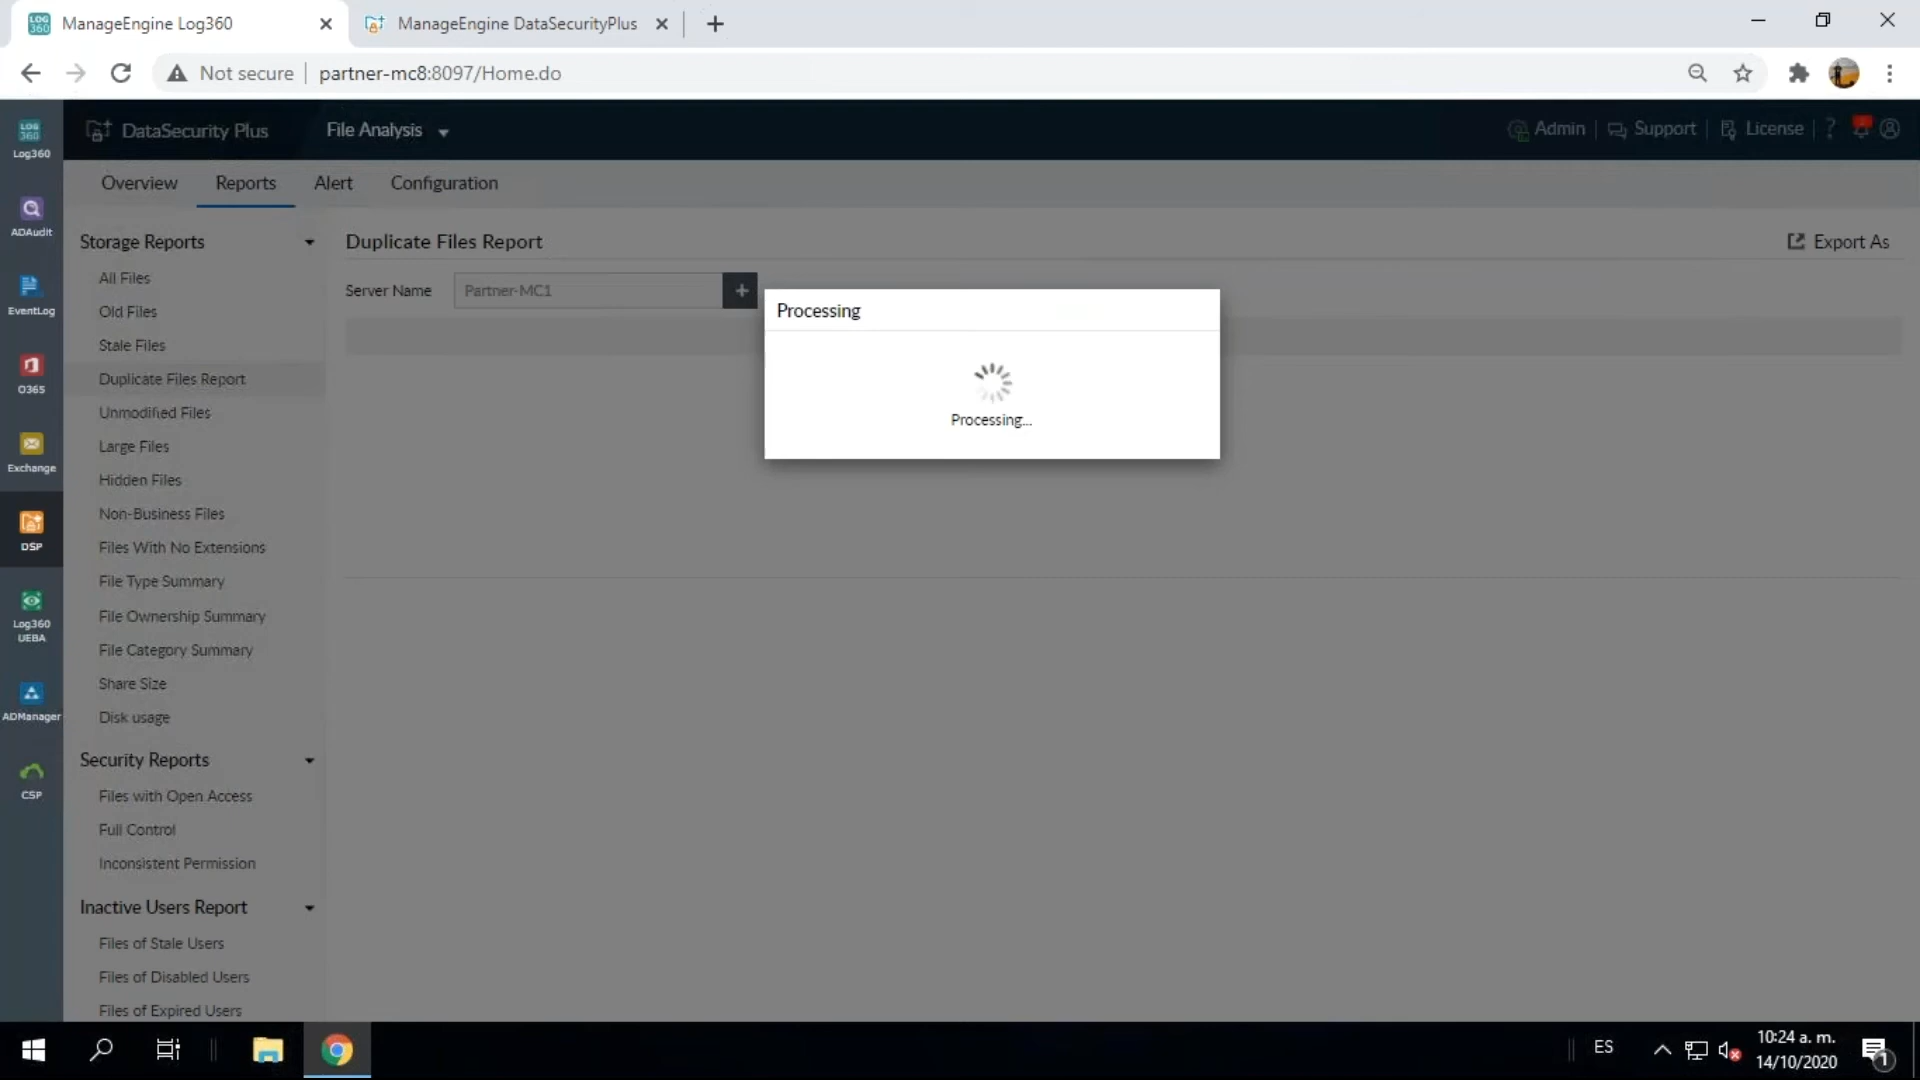 ManageEngine Log360
ManageEngine DataSecurityPlus
Not secure
partner-mc8:8097/Home.do
LOG 360
Log360
DataSecurity Plus
File Analysis
Admin
Support
License
?
Overview
Reports
Alert
Configuration
ADAudit
EventLog
O365
Exchange
DSP
Log360
UEBA
ADManager
CSP
Storage Reports
All Files
Old Files
Stale Files
Duplicate Files Report
Unmodified Files
Large Files
Hidden Files
Non-Business Files
Files With No Extensions
File Type Summary
File Ownership Summary
File Category Summary
Share Size
Disk usage
Security Reports
Files with Open Access
Full Control
Inconsistent Permission
Inactive Users Report
Files of Stale Users
Files of Disabled Users
Files of Expired Users
Duplicate Files Report
Export As
Server Name
Partner-MC1
+
Processing
Processing...
ES
10:24 a. m.
14/10/2020
1